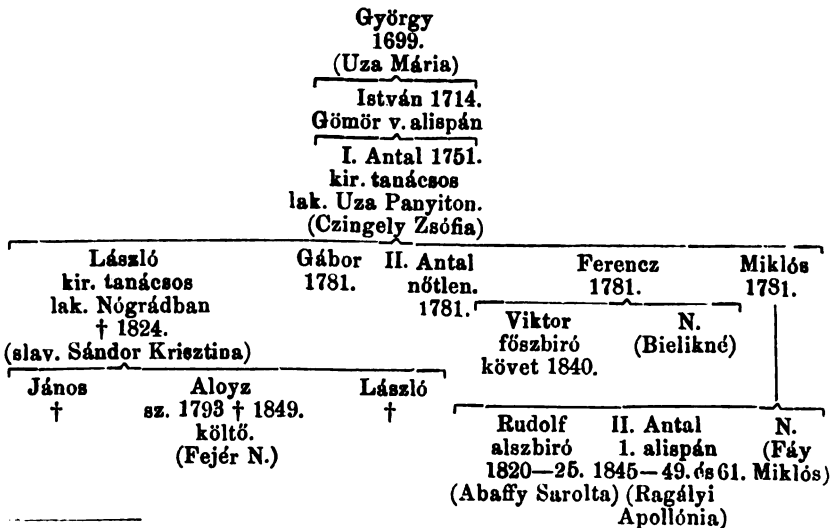 György
1699.
(Uza Mária)
István 1714.
Gömör v. alispán
I. Antal 1751.
kir. tanácsos
lak. Uza Panyiton.
(Czingely Zsófia)
László Gábor II. Antal Ferencz Miklós
kir. tanácsos 1781. nőtlen. 1781. 1781.
lak. Nógrádban 1781.
† 1824.
(slav. Sándor Krisztina)
Viktor N.
főszbiró (Bielikné)
követ 1840.
János Aloyz László
† sz. 1793 † 1849. †
költő.
(Fejér N.)
Rudolf II. Antal N.
alszbiró 1. alispán (Fáy
1820—25. 1845—49. és 61. Miklós)
(Abaffy Sarolta) (Ragályi
Apollónia)